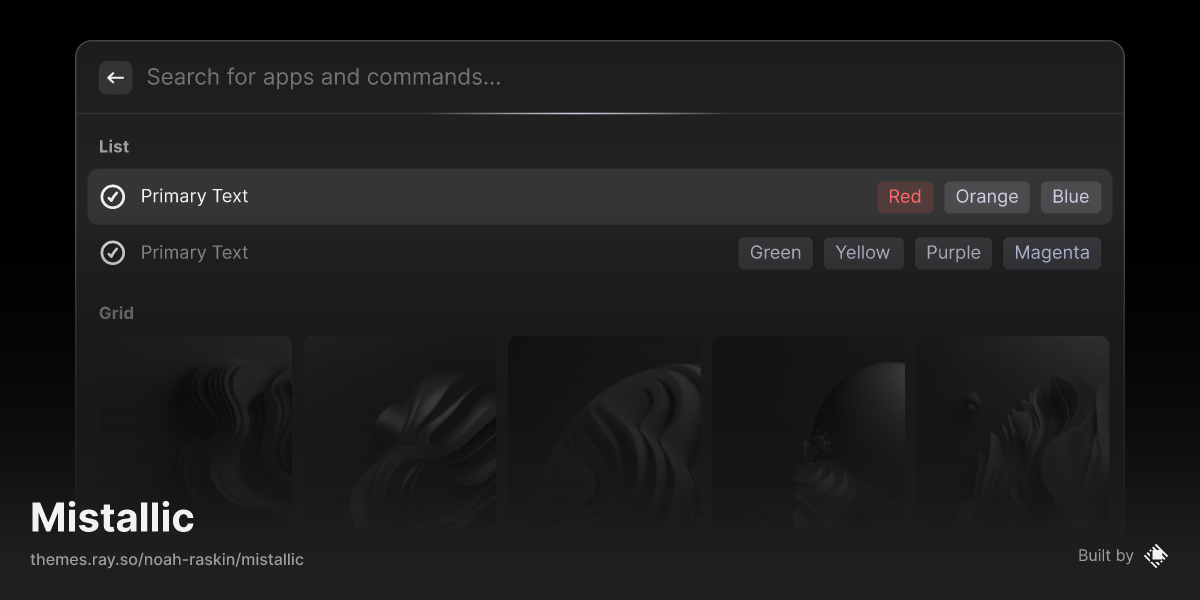 Search for apps and commands...
List
Primary Text Red Orange Blue
Primary Text Green Yellow Purple Magenta
Grid
Mistallic
themes.ray.so/noah-raskin/mistallic
Built by